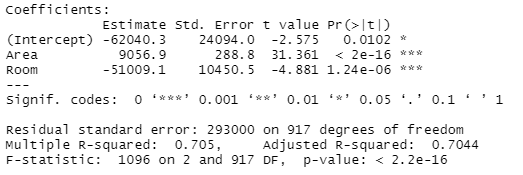 Coefficients:
Estimate Std. Error t value Pr(>|t|)
(Intercept) -62040.3 24094.0 -2.575 0.0102 *
Area 9056.9 288.8 31.361 < 2e-16 ***
Room -51009.1 10450.5 -4.881 1.24e-06 ***
---
Signif. codes: 0 ‘***’ 0.001 ‘**’ 0.01 ‘*’ 0.05 ‘.’ 0.1 ‘ ’ 1
Residual standard error: 293000 on 917 degrees of freedom
Multiple R-squared: 0.705, Adjusted R-squared: 0.7044
F-statistic: 1096 on 2 and 917 DF, p-value: < 2.2e-16